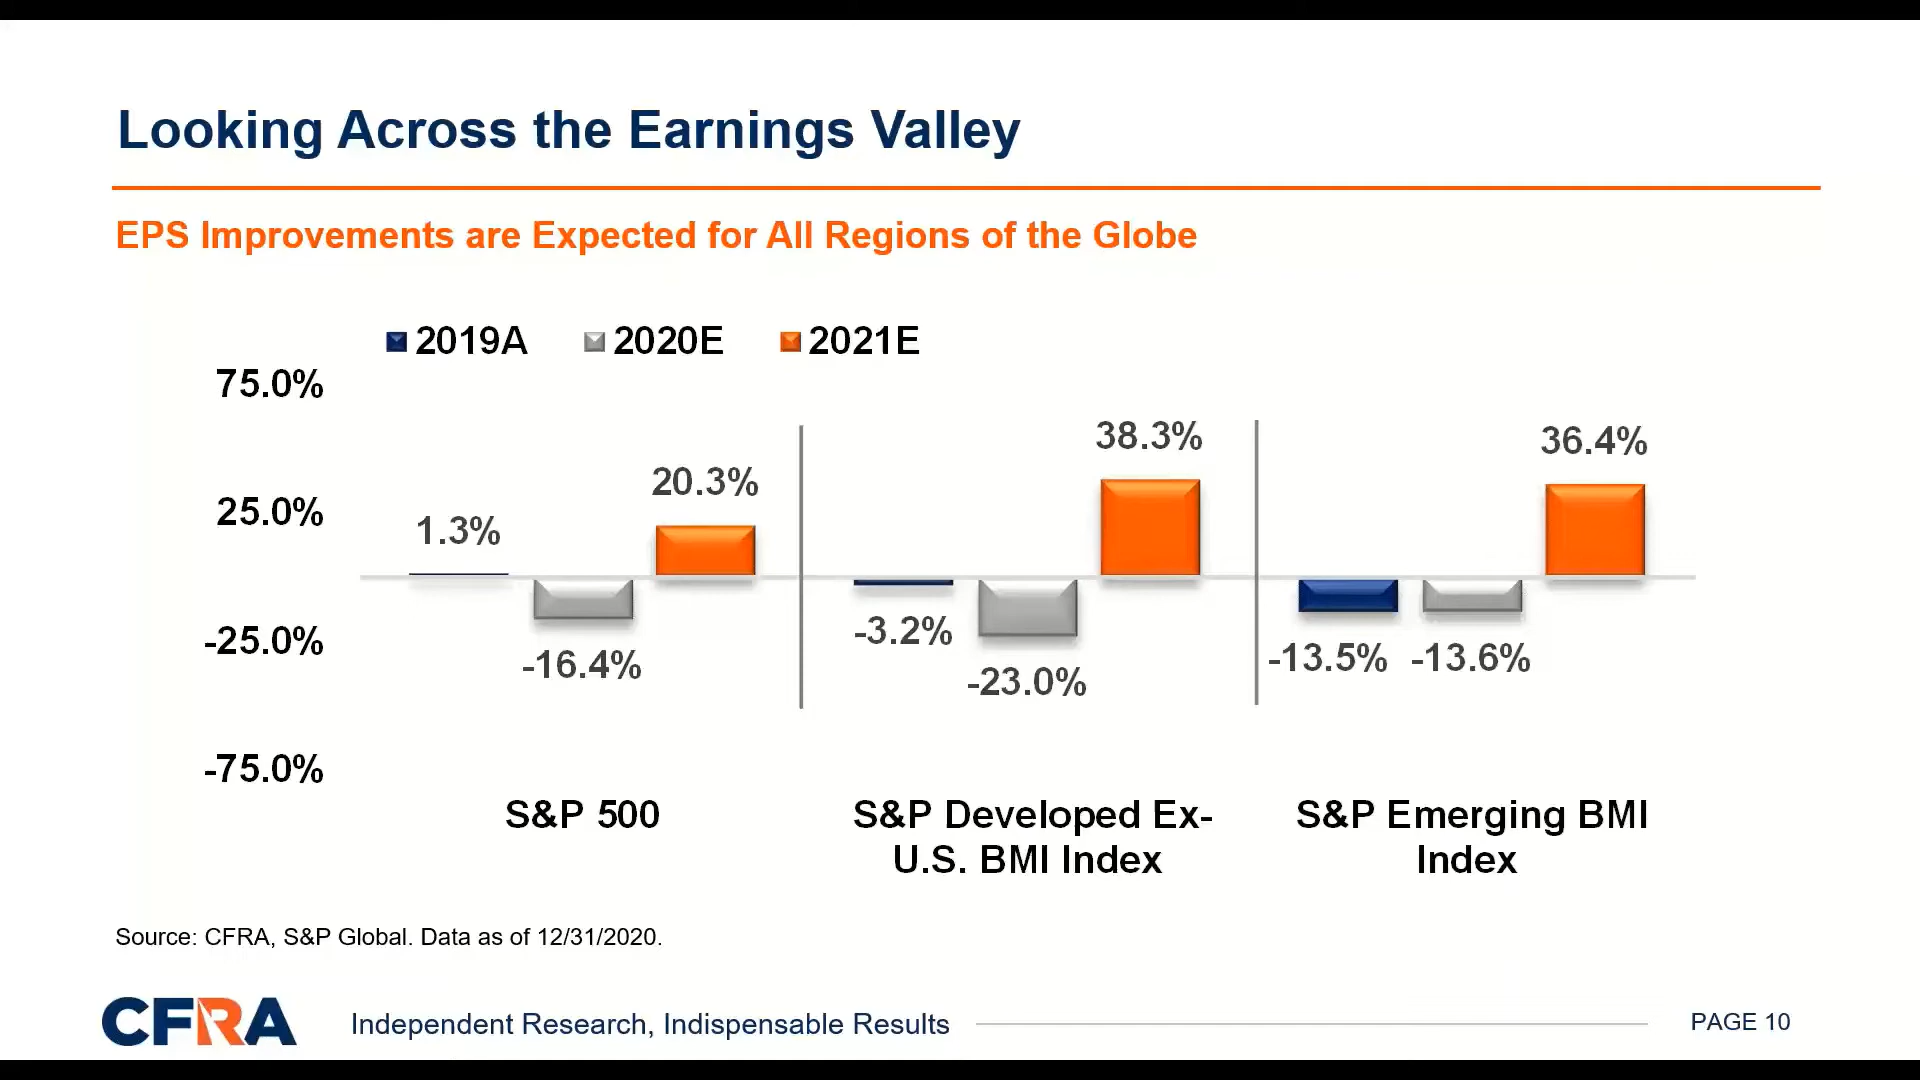 Looking Across the Earnings Valley
EPS Improvements are Expected for All Regions of the Globe
2019A 2020E 2021E
75.0%
25.0%
-25.0%
-75.0%
1.3%
-16.4%
20.3%
-3.2%
-23.0%
38.3%
-13.5%
-13.6%
36.4%
S&P 500
S&P Developed Ex-
U.S. BMI Index
S&P Emerging BMI
Index
Source: CFRA, S&P Global. Data as of 12/31/2020.
CFRA
Independent Research, Indispensable Results
PAGE 10